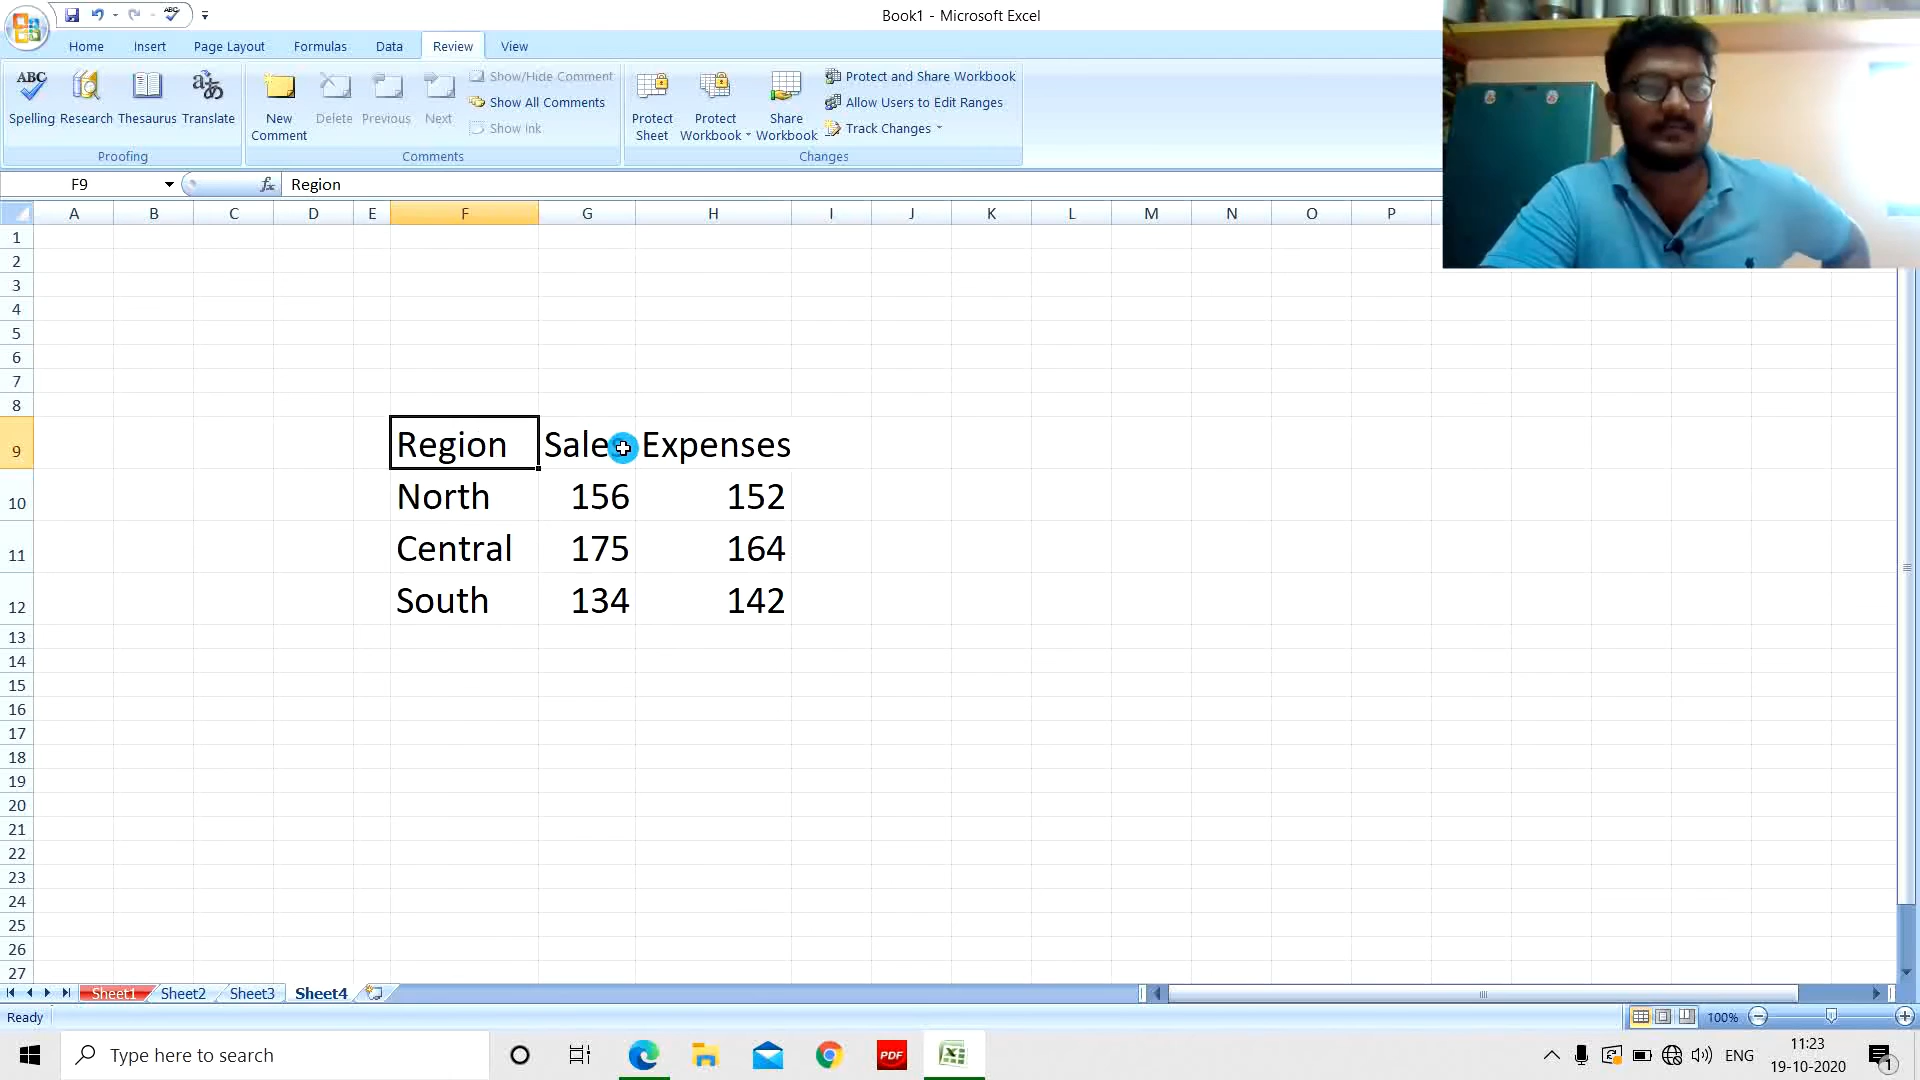 Book1 - Microsoft Excel
Home Insert Page Layout Formulas Data Review View
ABC
Spelling Research Thesaurus Translate
Proofing
New Comment Delete Previous Next
Show/Hide Comment
Show All Comments
Show Ink
Comments
Protect Sheet Protect Workbook Share Workbook
Protect and Share Workbook
Allow Users to Edit Ranges
Track Changes
Changes
F9 fx Region
A B C D E F G H I J K L M N O P
1
2
3
4
5
6
7
8
9 Region Sales Expenses
10 North 156 152
11 Central 175 164
12 South 134 142
13
14
15
16
17
18
19
20
21
22
23
24
25
26
27
Sheet1 Sheet2 Sheet3 Sheet4
Ready 100%
Type here to search PDF ENG 11:23
19-10-2020 1